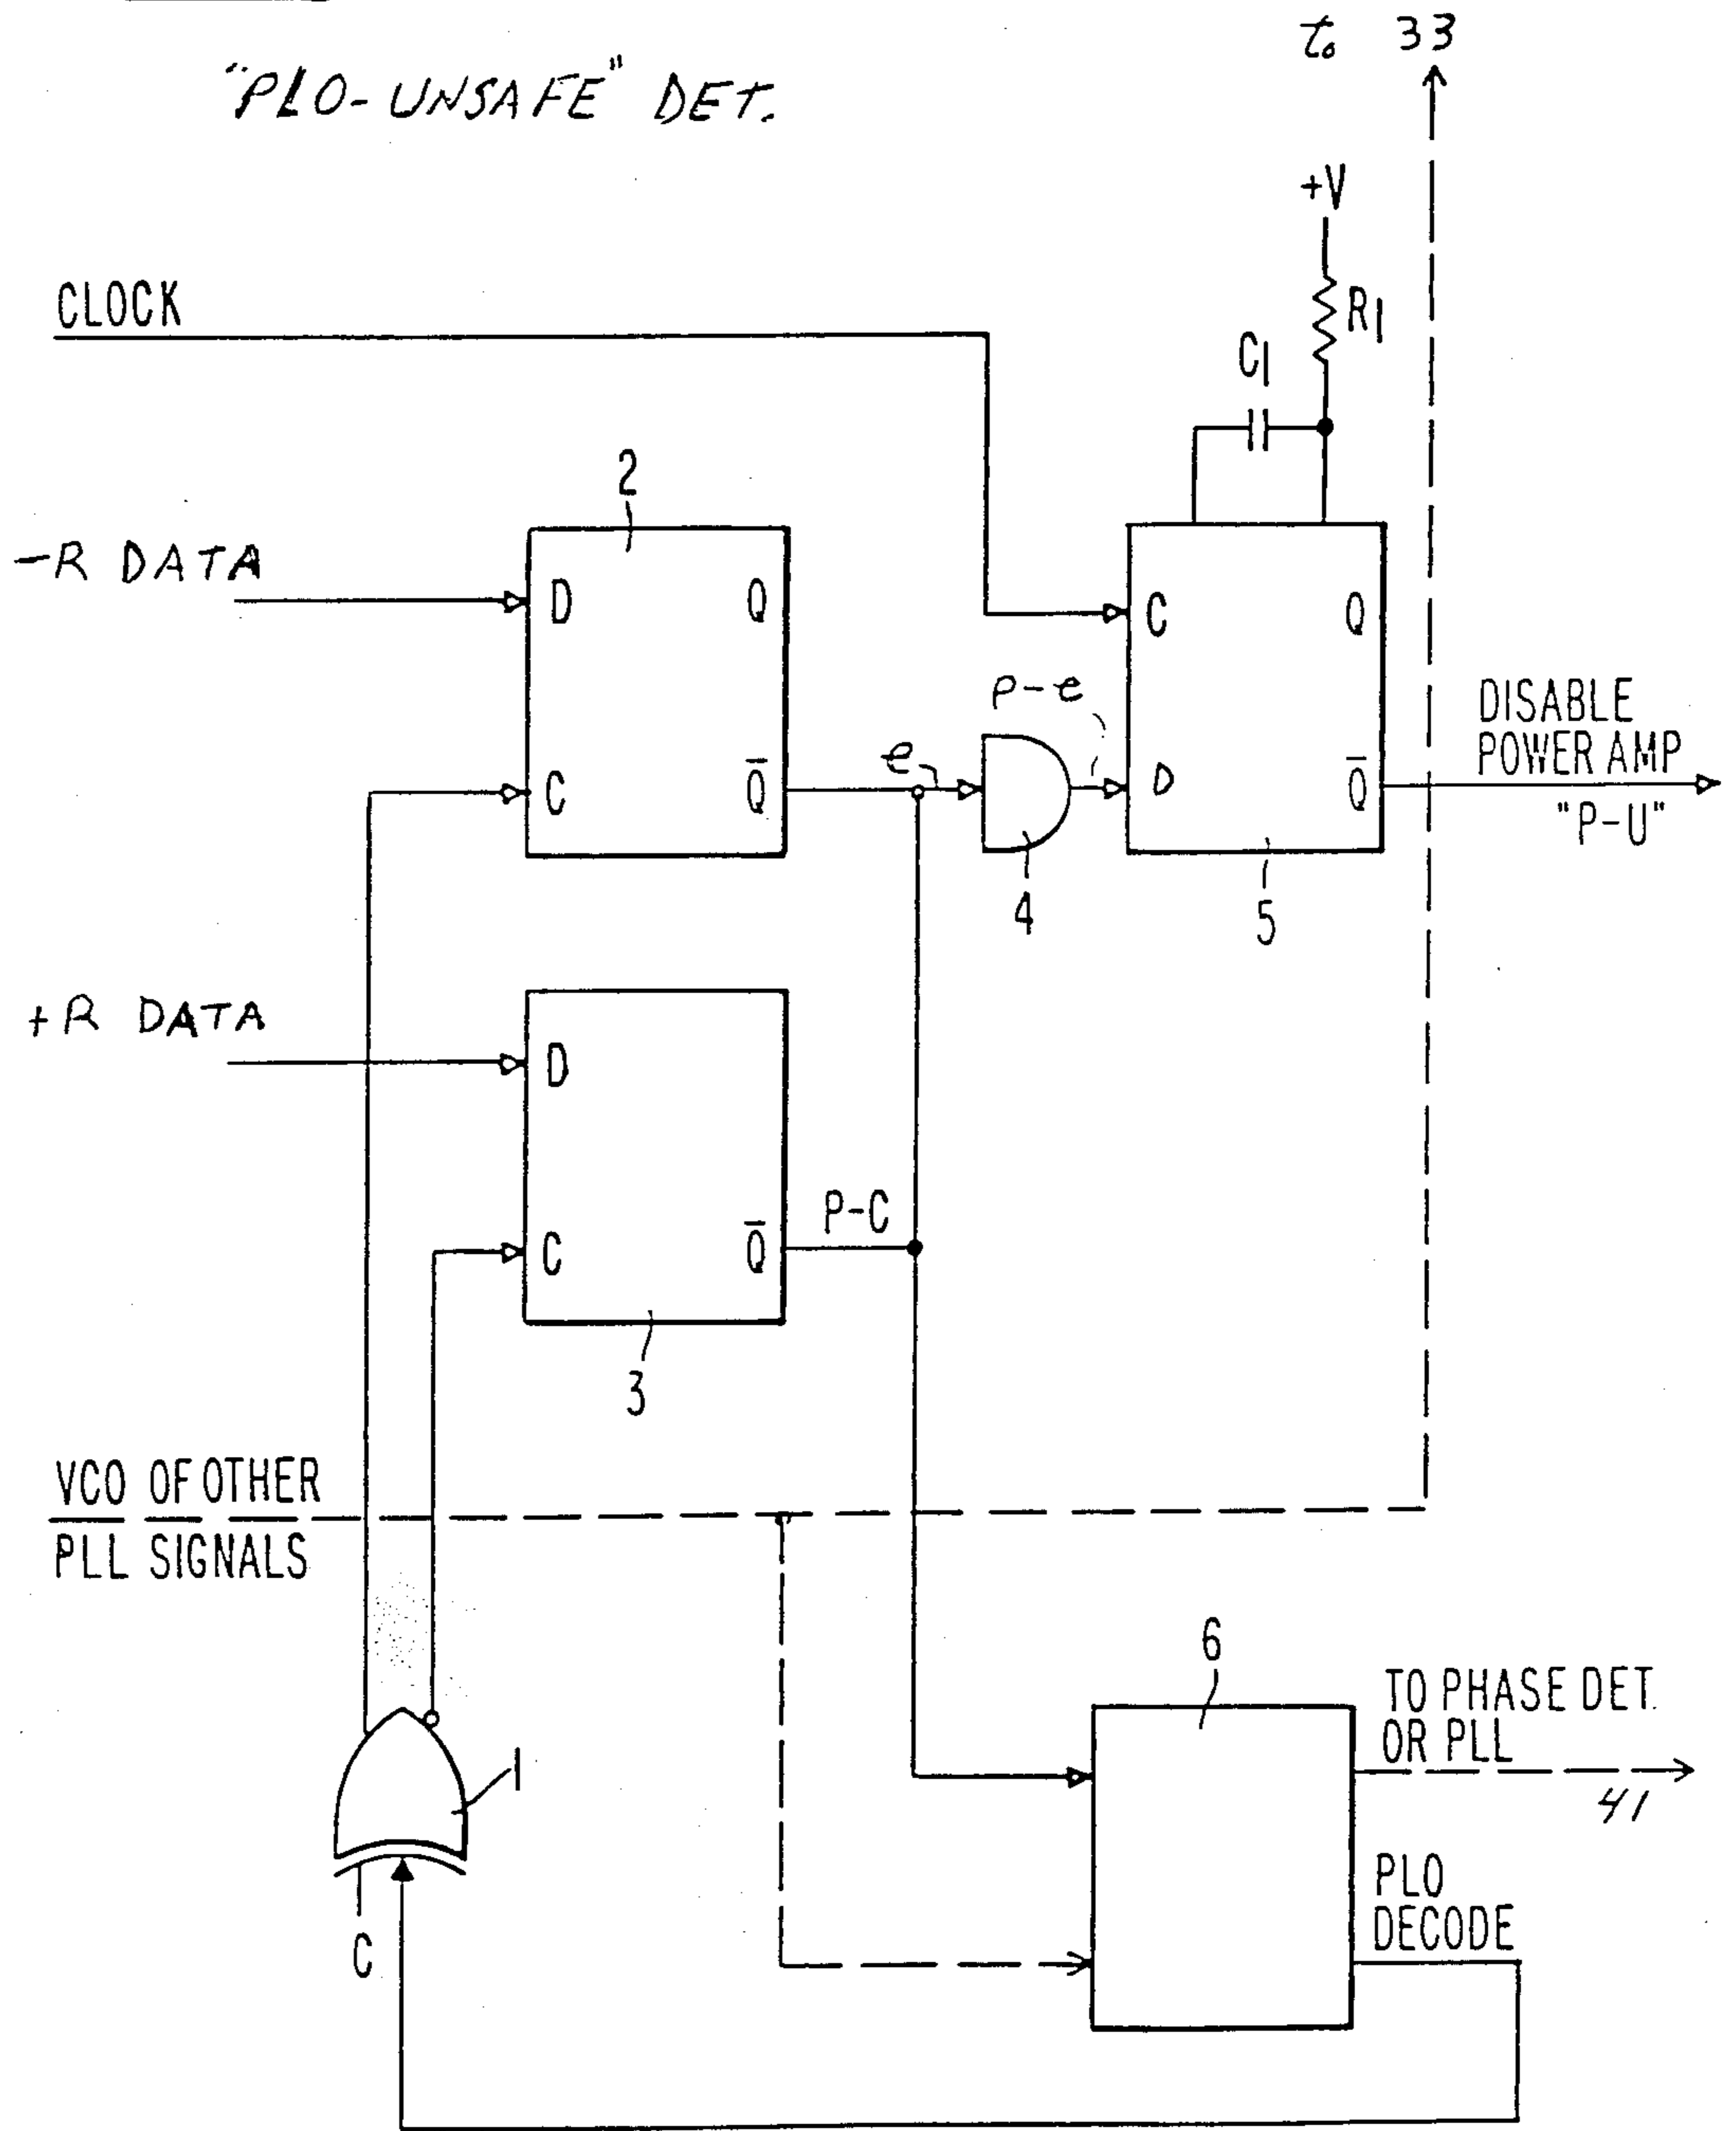 to 33
"PLO-UNSAFE" DET.
+V
CLOCK
R1
C1
2
-R DATA
D Q
C Q
p-e
D Q̅
C Q̅
e
DISABLE
POWER AMP
"P-U"
4
5
+R DATA
D
P-C
C Q̅
3
VCO OF OTHER
PLL SIGNALS
6
TO PHASE DET.
OR PLL
41
1
PLO
DECODE
C